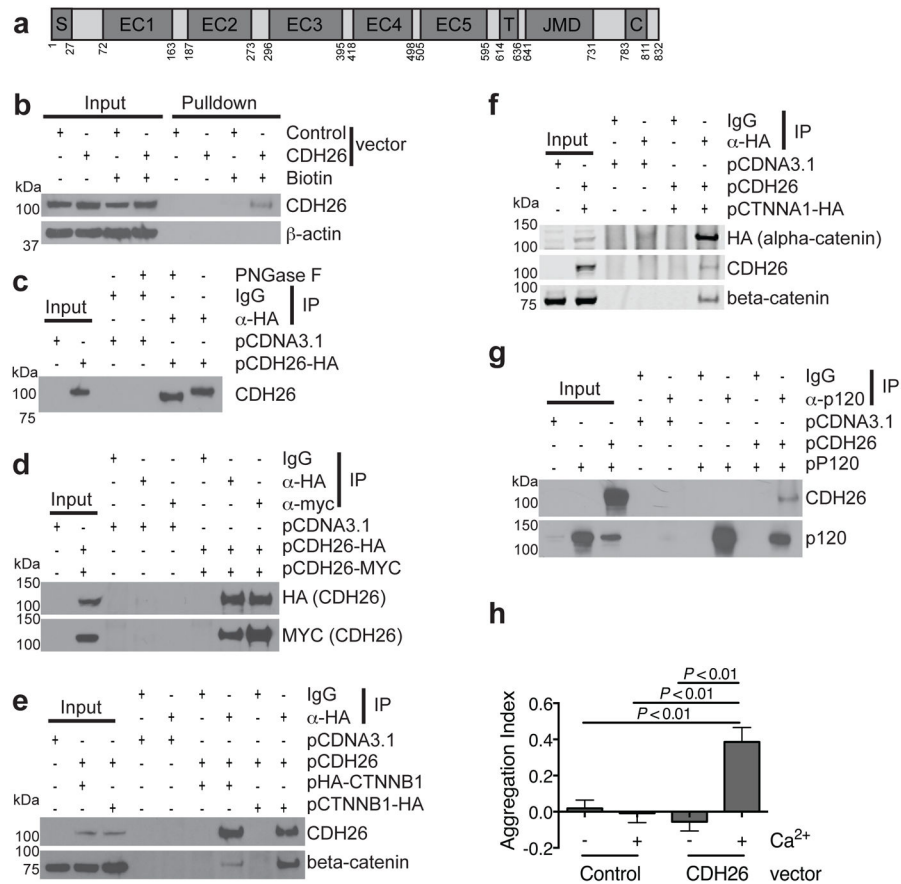 a
S EC1 EC2 EC3 EC4 EC5 T JMD C
1 27 72 163 187 273 296 395 418 498 505 595 614 636 641 731 783 811 832
b
Input Pulldown
+ - + - + - + - Control
- + - + - + - + CDH26
vector
- - + + - - + + Biotin
kDa
100 CDH26
37 β-actin
c
- + + - PNGase F
Input + + - - IgG
- - + + α-HA
IP
+ - + + - - pCDNA3.1
- + - - + + pCDH26-HA
kDa
100 CDH26
75
d
+ - - + - - IgG
- + - - + - α-HA
Input - - + - - + α-myc
IP
+ - + + + - - - pCDNA3.1
- + - - - + + + pCDH26-HA
- + - - - + + + pCDH26-MYC
kDa
150
100 HA (CDH26)
150
100 MYC (CDH26)
e
+ - + - + - IgG
Input - + - + - + α-HA
IP
+ - - + + - - - - pCDNA3.1
- + + - - + + + + pCDH26
- + - - - + + - - pHA-CTNNB1
- - + - - - - + + pCTNNB1-HA
kDa
100 CDH26
100
75 beta-catenin
f
+ - + - IgG
Input - + - + α-HA
IP
+ - + + - - pCDNA3.1
- + - - + + pCDH26
- + - - + + pCTNNA1-HA
kDa
150
100 HA (alpha-catenin)
100 CDH26
100
75 beta-catenin
g
+ - + - + - IgG
Input - + - + - + α-p120
IP
+ - - + + - - - - pCDNA3.1
- - + - - - - + + pCDH26
- + + - - + + + + pP120
kDa
100 CDH26
150
100 p120
h
Aggregation Index
P < 0.01
P < 0.01
P < 0.01
0.6
0.4
0.2
0.0
-0.2
- + - + Ca2+
Control CDH26 vector